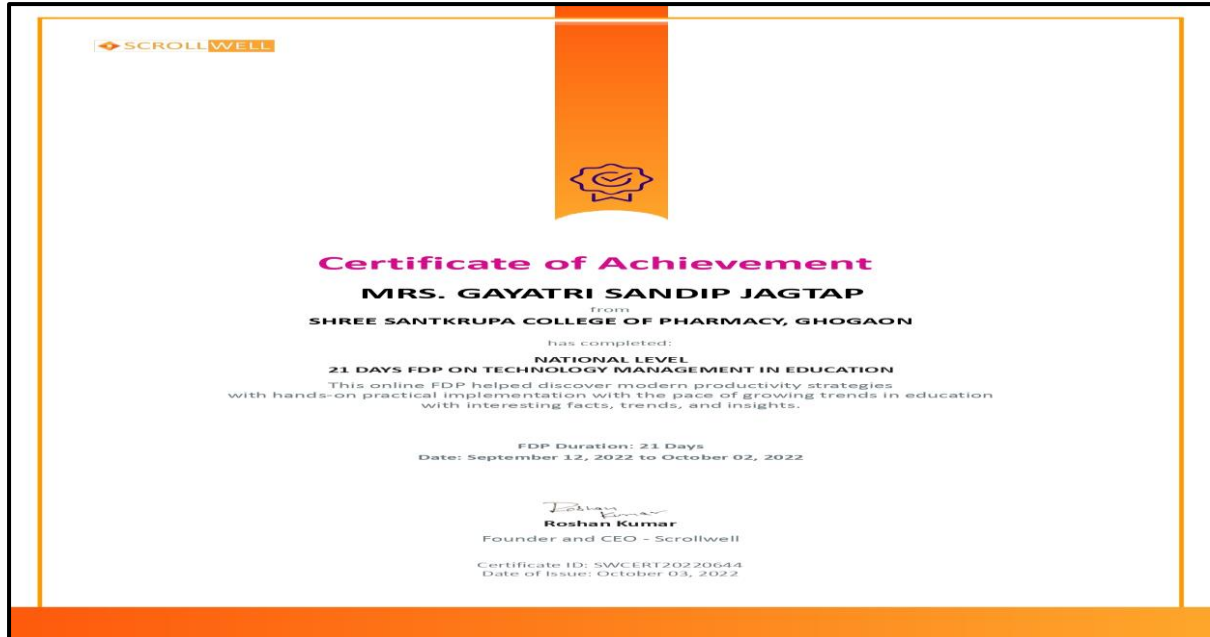 SCROLLWELL
Certificate of Achievement
MRS. GAYATRI SANDIP JAGTAP
from
SHREE SANTKRUPA COLLEGE OF PHARMACY, GHOGAON
has completed:
NATIONAL LEVEL
21 DAYS FDP ON TECHNOLOGY MANAGEMENT IN EDUCATION
This online FDP helped discover modern productivity strategies
with hands-on practical implementation with the pace of growing trends in education
with interesting facts, trends, and insights.
FDP Duration: 21 Days
Date: September 12, 2022 to October 02, 2022
Roshan
Kumar
Roshan Kumar
Founder and CEO - Scrollwell
Certificate ID: SWCERT20220644
Date of Issue: October 03, 2022